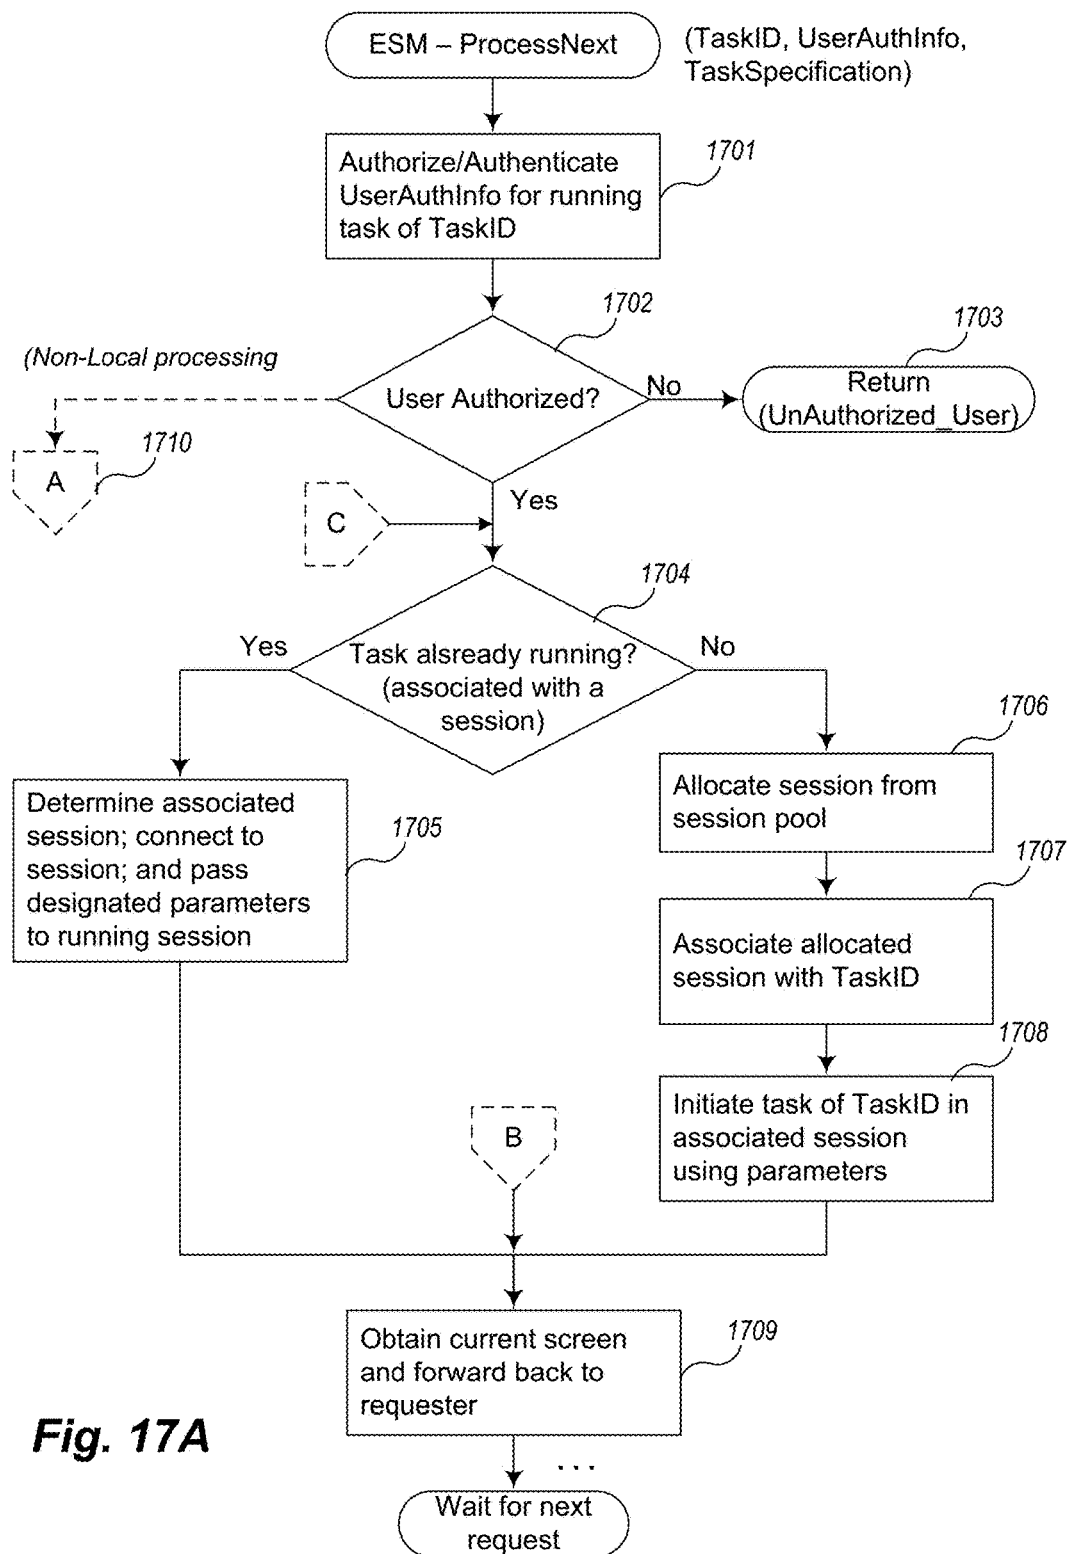 ESM – ProcessNext
(TaskID, UserAuthInfo,
TaskSpecification)
1701
Authorize/Authenticate
UserAuthInfo for running
task of TaskID
1702
1703
(Non-Local processing
User Authorized?
No
Return
(UnAuthorized_User)
1710
A
Yes
C
1704
Yes
No
Task alsready running?
(associated with a
session)
1706
Allocate session from
session pool
Determine associated
session; connect to
session; and pass
designated parameters
to running session
1705
1707
Associate allocated
session with TaskID
1708
Initiate task of TaskID in
associated session
using parameters
B
Obtain current screen
and forward back to
requester
1709
Fig. 17A
...
Wait for next
request